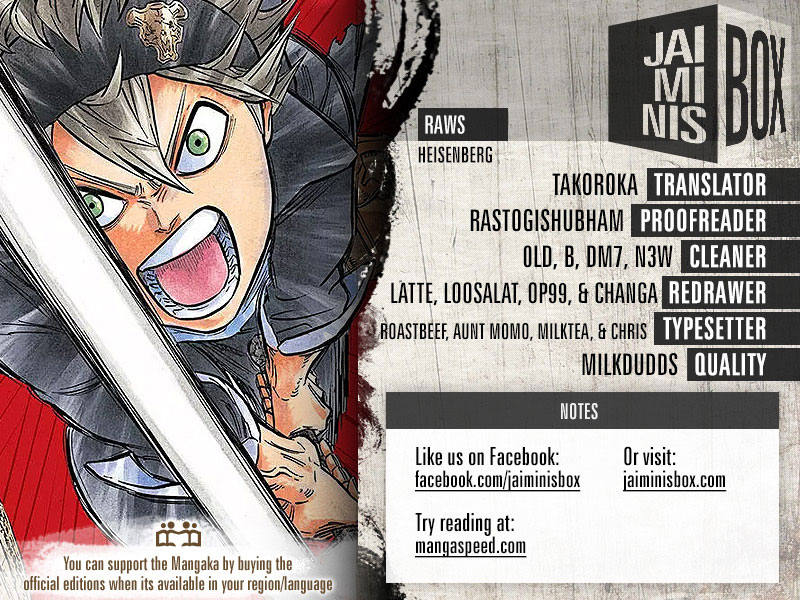 JAI
MI
NIS
BOX
RAWS
HEISENBERG
TAKOROKA TRANSLATOR
RASTOGISHUBHAM PROOFREADER
OLD, B, DM7, N3W CLEANER
LATTE, LOOSALAT, OP99, & CHANGA REDRAWER
ROASTBEEF, AUNT MOMO, MILKTEA, & CHRIS TYPESETTER
MILKDUDDS QUALITY
NOTES
Like us on Facebook:
facebook.com/jaiminisbox
Or visit:
jaiminisbox.com
Try reading at:
mangaspeed.com
You can support the Mangaka by buying the
official editions when its available in your region/language